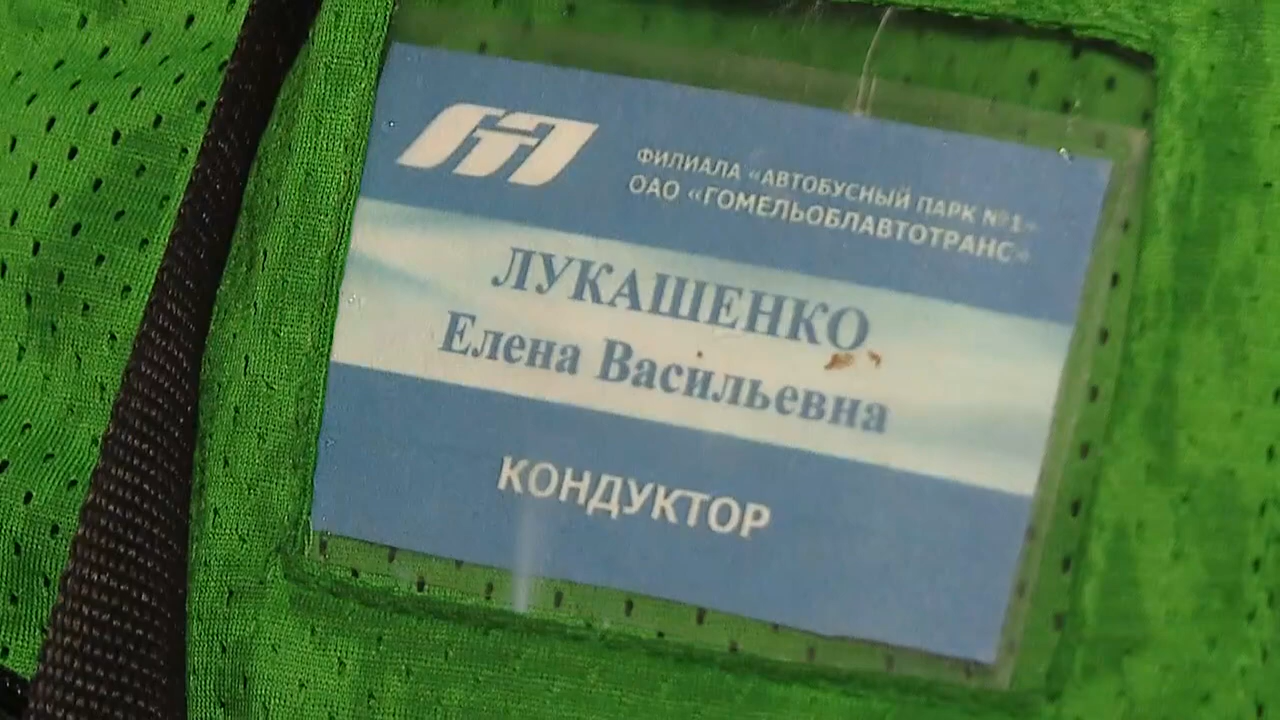 ФИЛИАЛА «АВТОБУСНЫЙ ПАРК №1»
ОАО «ГОМЕЛЬОБЛАВТОТРАНС»
ЛУКАШЕНКО
Елена Васильевна
КОНДУКТОР